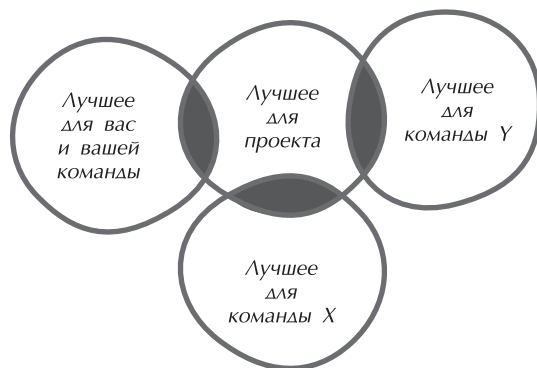 Лучшее
для вас
и вашей
команды
Лучшее
для
проекта
Лучшее
для
команды Y
Лучшее
для
команды X